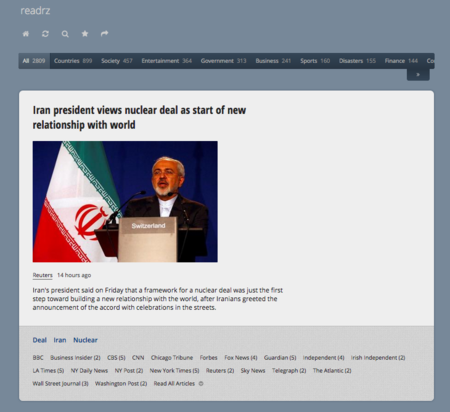 readrz
All 2809 Countries 899 Society 457 Entertainment 364 Government 313 Business 241 Sports 160 Disasters 155 Finance 144 Co
Iran president views nuclear deal as start of new
relationship with world
Switzerland
Reuters 14 hours ago
Iran's president said on Friday that a framework for a nuclear deal was just the first
step toward building a new relationship with the world, after Iranians greeted the
announcement of the accord with celebrations in the streets.
Deal Iran Nuclear
BBC Business Insider (2) CBS (5) CNN Chicago Tribune Forbes Fox News (4) Guardian (5) Independent (4) Irish Independent (2)
LA Times (5) NY Daily News NY Post (2) New York Times (5) Reuters (2) Sky News Telegraph (2) The Atlantic (2)
Wall Street Journal (3) Washington Post (2) Read All Articles